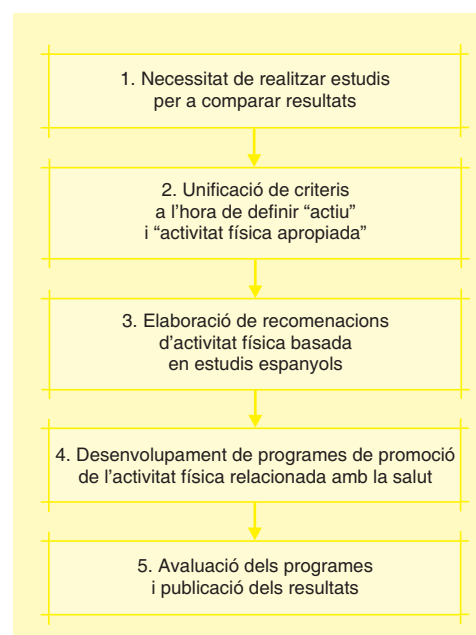 1. Necessitat de realitzar estudis
per a comparar resultats
2. Unificació de criteris
a l’hora de definir “actiu”
i “activitat física apropiada”
3. Elaboració de recomenacions
d’activitat física basada
en estudis espanyols
4. Desenvolupament de programes de promoció
de l’activitat física relacionada amb la salut
5. Avaluació dels programes
i publicació dels resultats